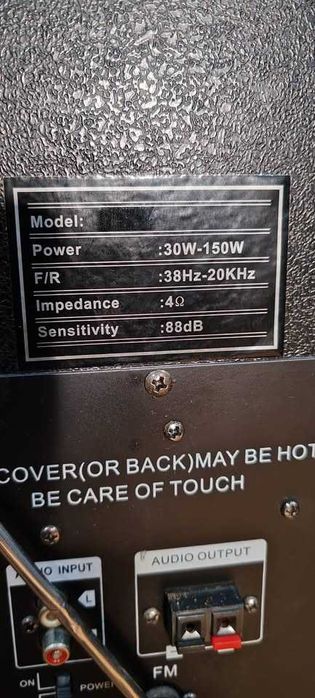 Model:
Power :30W-150W
F/R :38Hz-20KHz
Impedance :4Ω
Sensitivity :88dB
COVER(OR BACK)MAY BE HOT
BE CARE OF TOUCH
AUDIO OUTPUT
INPUT
L
FM
ON
POWER